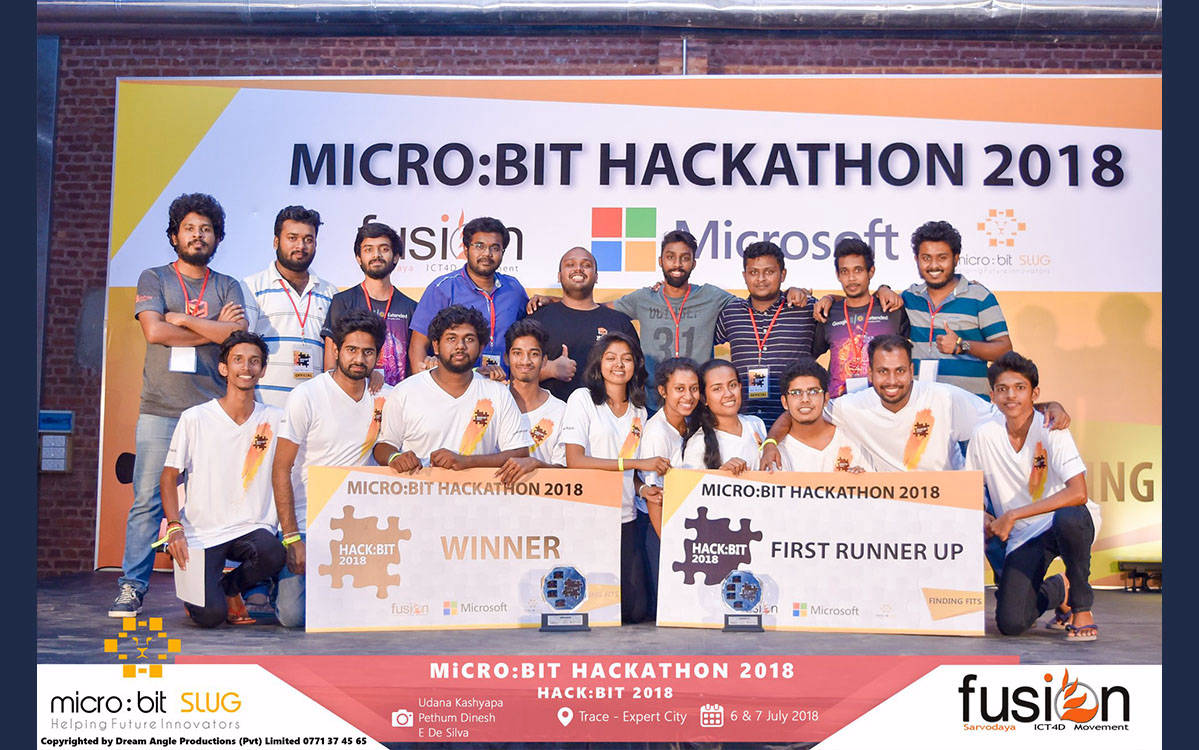 MICRO:BIT HACKATHON 2018
fusion
Microsoft
ICT4D Movement
micro:bit SLUG
31
MICRO:BIT HACKATHON 2018
HACK:BIT
2018
WINNER
fusion
Microsoft
MICRO:BIT HACKATHON 2018
HACK:BIT
2018
FIRST RUNNER UP
Microsoft
FINDING FITS
MiCRO:BIT HACKATHON 2018
HACK:BIT 2018
micro:bit SLUG
Helping Future Innovators
Udana Kashyapa
Pethum Dinesh
E De Silva
Trace - Expert City
6 & 7 July 2018
fusion
Sarvodaya ICT4D Movement
Copyrighted by Dream Angle Productions (Pvt) Limited 0771 37 45 65